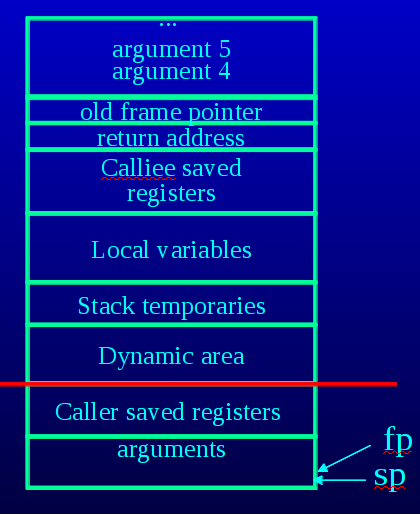 ...
argument 5
argument 4
old frame pointer
return address
Calliee saved
registers
Local variables
Stack temporaries
Dynamic area
Caller saved registers
arguments
fp
sp